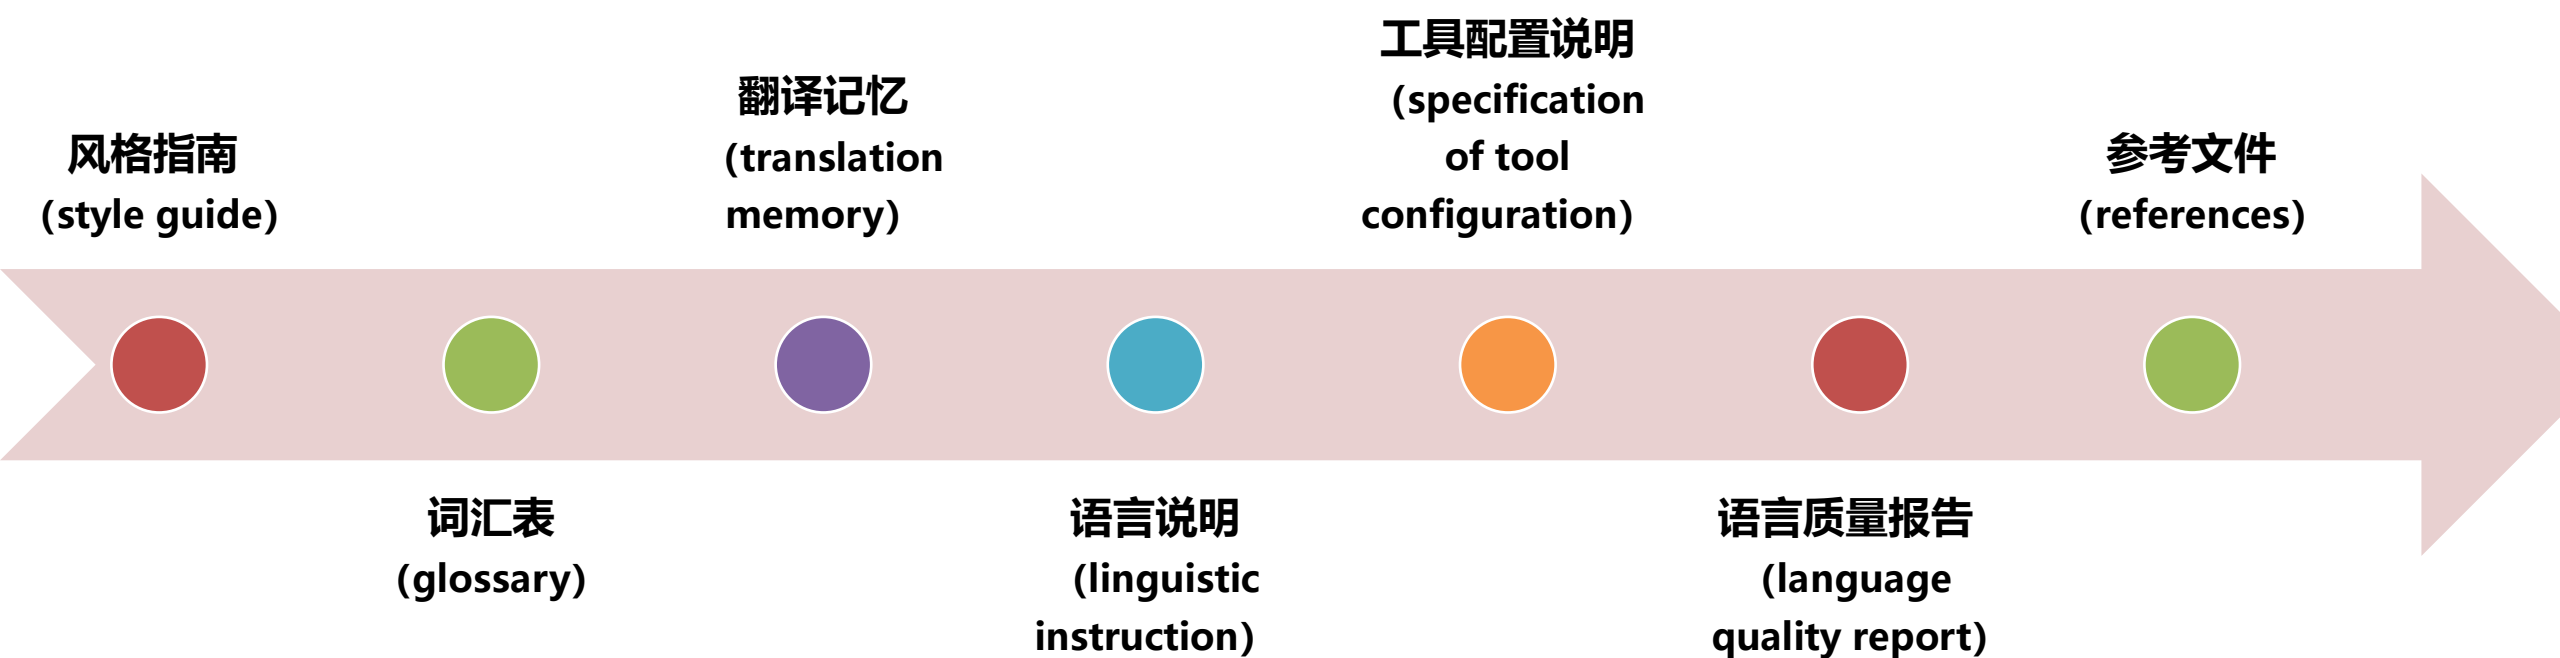 风格指南
（style guide）
词汇表
（glossary）
翻译记忆
（translation
memory）
语言说明
（linguistic
instruction）
工具配置说明
（specification
of tool
configuration）
语言质量报告
（language
quality report）
参考文件
（references）